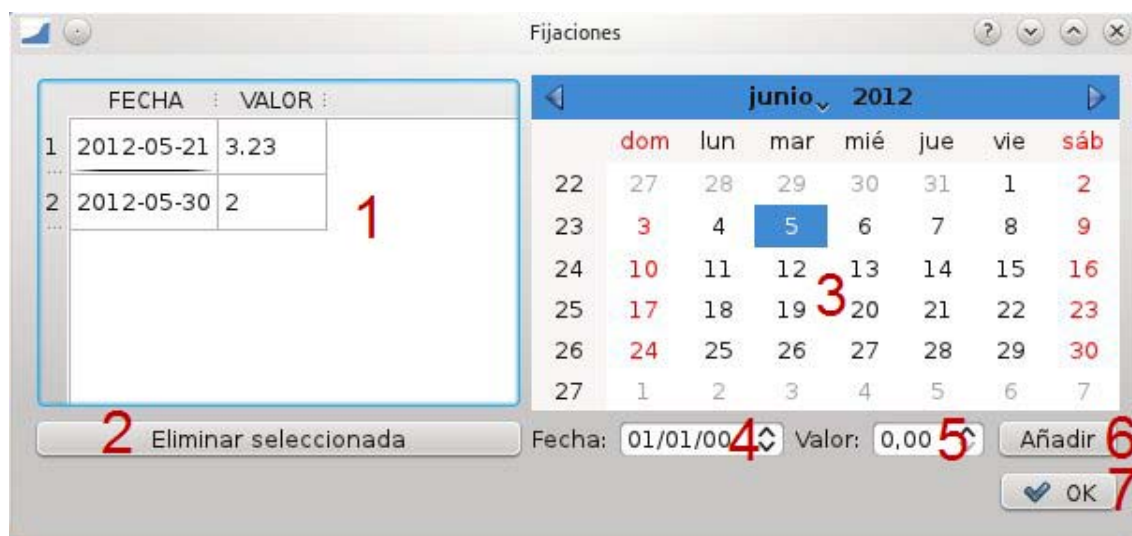 Fijaciones
FECHA VALOR
1 2012-05-21 3.23
2 2012-05-30 2
1
junio 2012
dom lun mar mié jue vie sáb
22 27 28 29 30 31 1 2
23 3 4 5 6 7 8 9
24 10 11 12 13 14 15 16
3
25 17 18 19 20 21 22 23
26 24 25 26 27 28 29 30
27 1 2 3 4 5 6 7
2 Eliminar seleccionada
Fecha: 01/01/00 4 Valor: 0,00 5 Añadir 6
OK 7